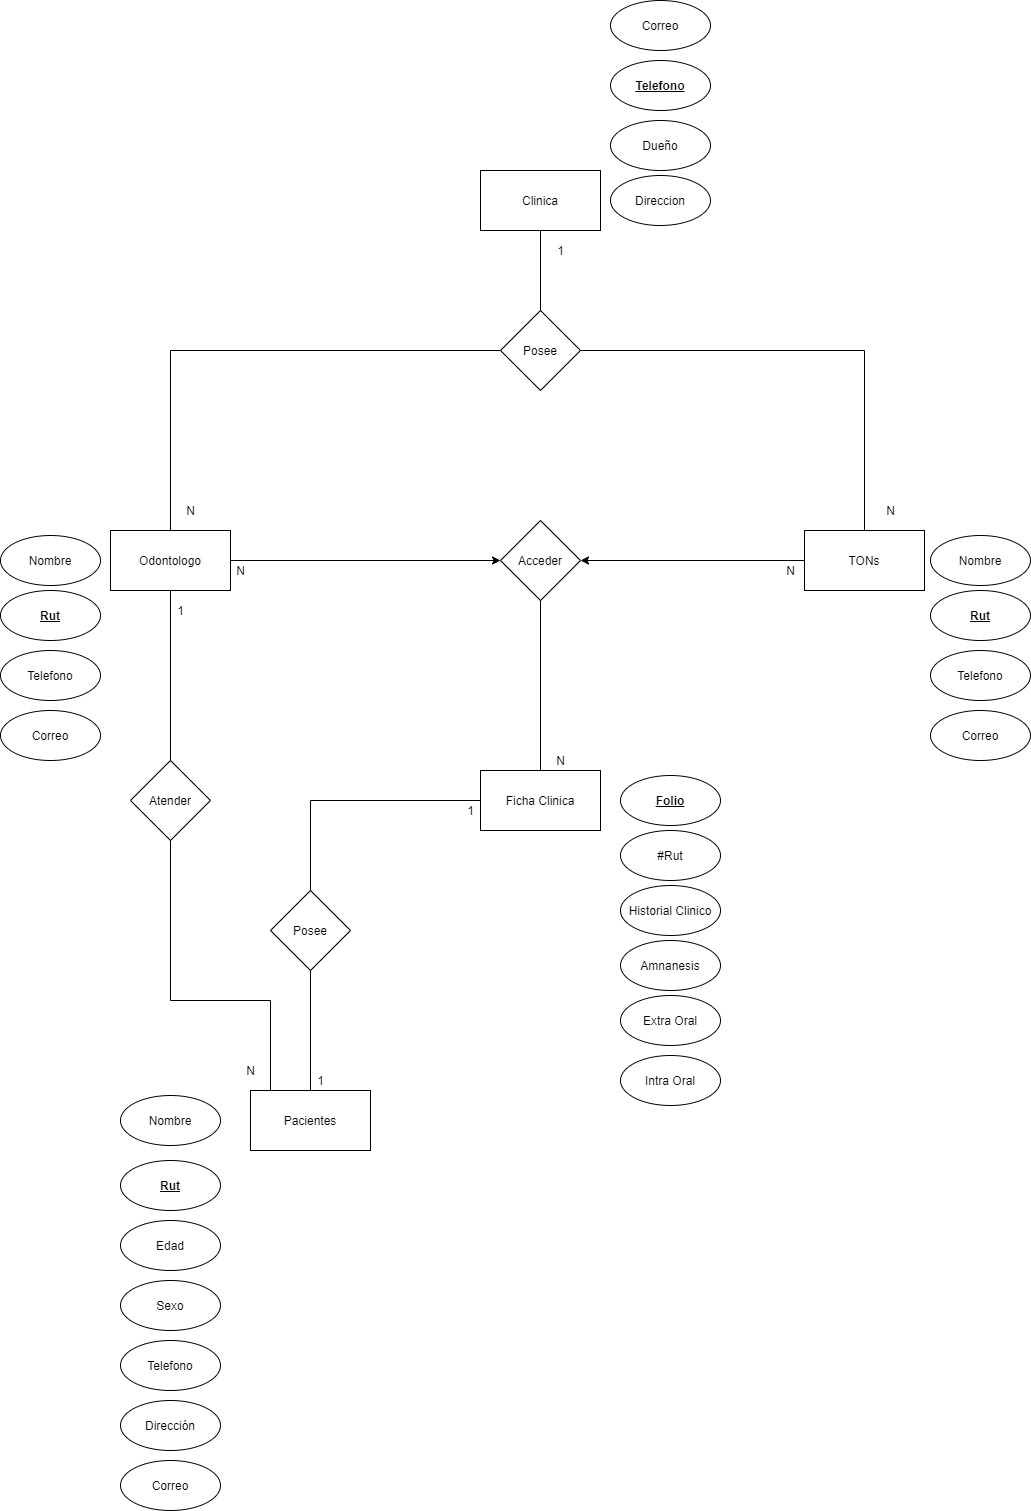 Correo
Telefono
Dueño
Clinica
Direccion
1
Posee
N
N
Nombre
Odontologo
N
Acceder
N
TONs
Nombre
Rut
1
Rut
Telefono
Telefono
Correo
Correo
N
Atender
Ficha Clinica
1
Folio
#Rut
Historial Clinico
Posee
Amnanesis
Extra Oral
N
1
Intra Oral
Nombre
Pacientes
Rut
Edad
Sexo
Telefono
Dirección
Correo